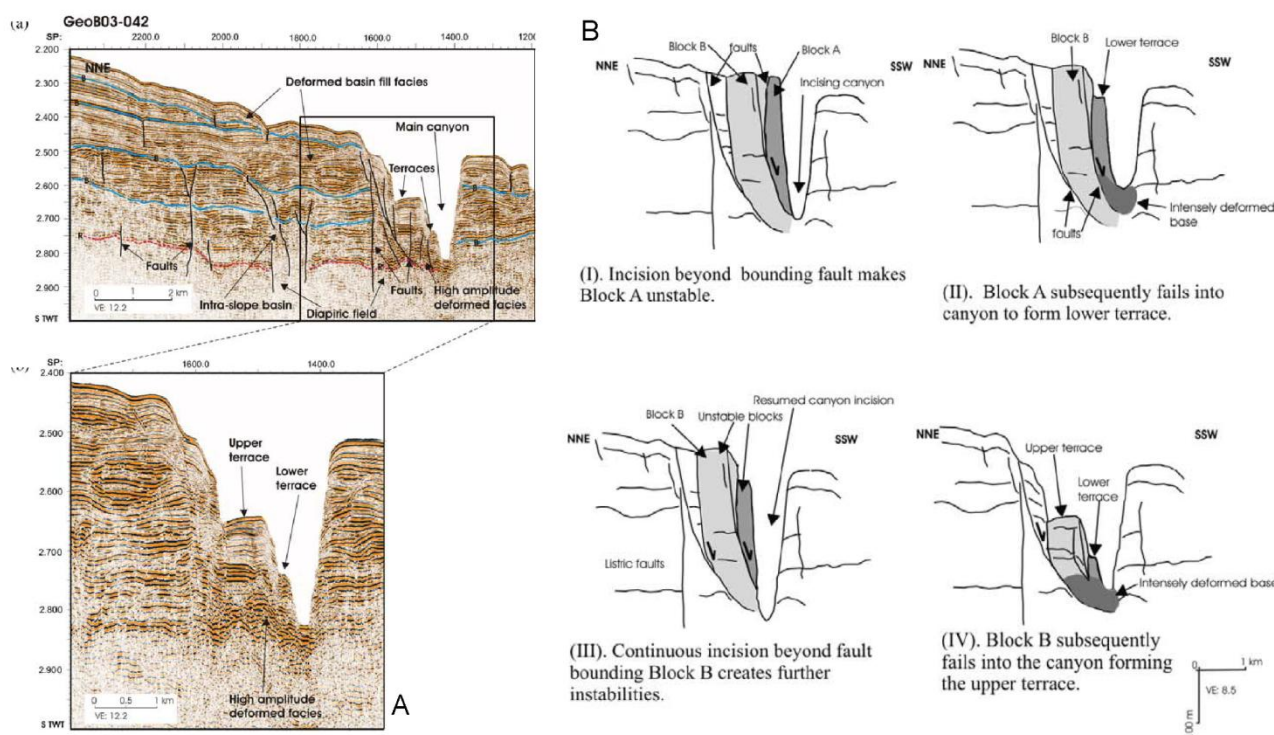 (a) GeoB03-042
SP: 2200.0 2000.0 1800.0 1600.0 1400.0
2.200
2.300
2.400
2.500
2.600
2.700
2.800
2.900
S TWT
NNE
Deformed basin fill facies
Main canyon
Terraces
B
B
B
B
R
Faults
Intra-slope basin
Diapiric field
Faults
High amplitude
deformed facies
0 1 2 km
VE: 12.2
SP: 1600.0 1400.0
2.400
2.500
2.600
2.700
2.800
2.900
S TWT
Upper
terrace
Lower
terrace
High amplitude
deformed facies
0 0.5 1 km
VE: 12.2
A
B
Block B faults Block A
NNE SSW
Incising canyon
(I). Incision beyond bounding fault makes
Block A unstable.
Block B Lower terrace
NNE SSW
faults
Intensely deformed
base
(II). Block A subsequently fails into
canyon to form lower terrace.
Resumed canyon incision
Block B Unstable blocks
NNE SSW
Listric faults
(III). Continuous incision beyond fault
bounding Block B creates further
instabilities.
NNE SSW
Upper terrace
Lower
terrace
Intensely deformed base
(IV). Block B subsequently
fails into the canyon forming
the upper terrace.
0 1 km
VE: 8.5
00 m